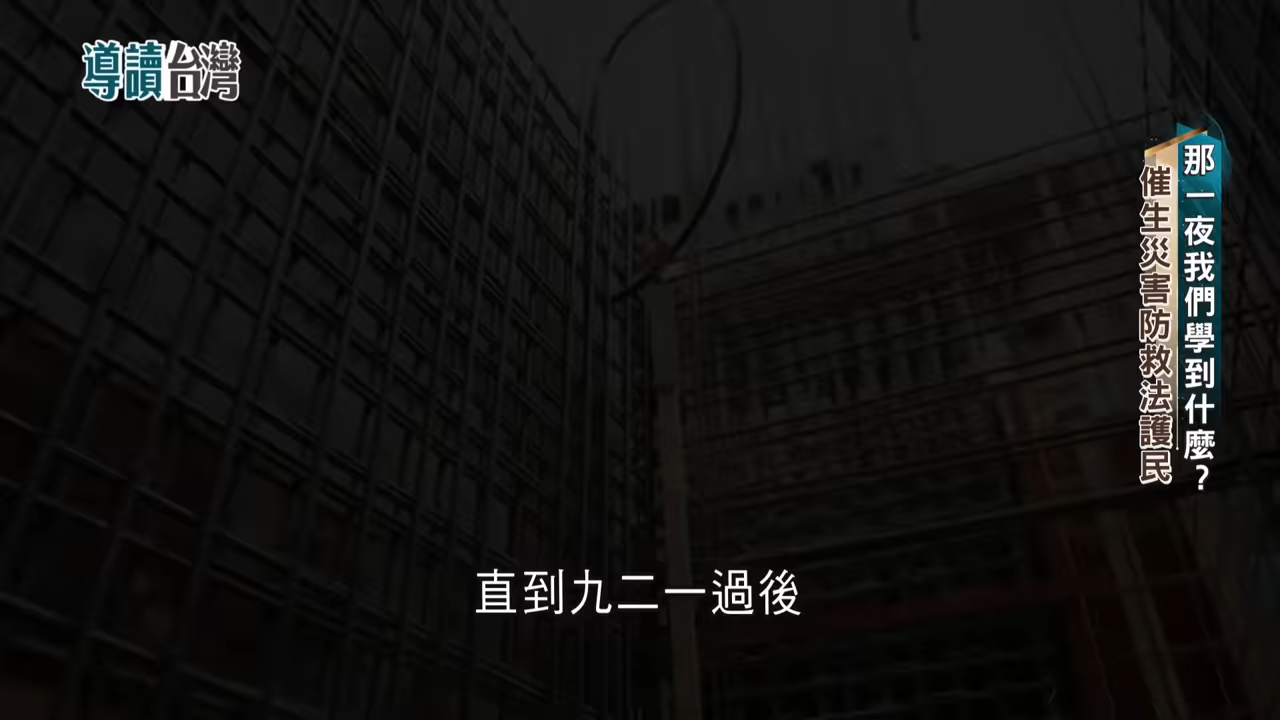 導讀台灣
那一夜我們學到什麼？
催生災害防救法護民
直到九二一過後